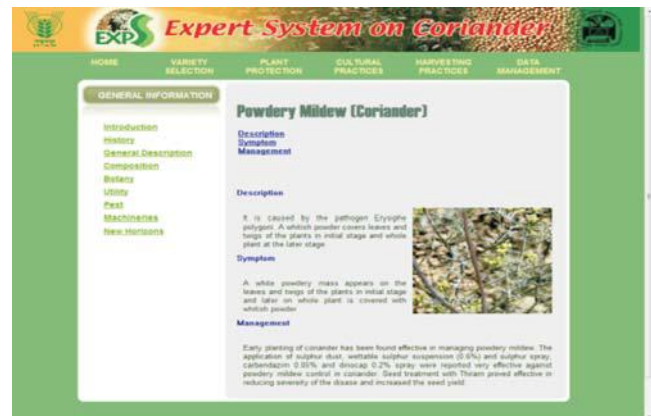 EXPS
Expert System on Coriander
HOME
VARIETY
SELECTION
PLANT
PROTECTION
CULTURAL
PRACTICES
HARVESTING
PRACTICES
DATA
MANAGEMENT
GENERAL INFORMATION
Introduction
History
General Description
Composition
Botany
Utility
Pest
Machineries
New Horizons
Powdery Mildew (Coriander)
Description
Symptom
Management
Description
It is caused by the pathogen Erysiphe
polygoni. A whitish powder covers leaves and
twigs of the plants in initial stage and whole
plant at the later stage.
Symptom
A white powdery mass appears on the
leaves and twigs of the plants in initial stage
and later on whole plant is covered with
whitish powder
Management
Early planting of coriander has been found effective in managing powdery mildew. The
application of sulphur dust, wettable sulphur suspension (0.6%) and sulphur spray,
carbendazim 0.05% and dinocap 0.2% spray were reported very effective against
powdery mildew control in coriander. Seed treatment with Thiram proved effective in
reducing severeity of the disase and increased the seed yield.